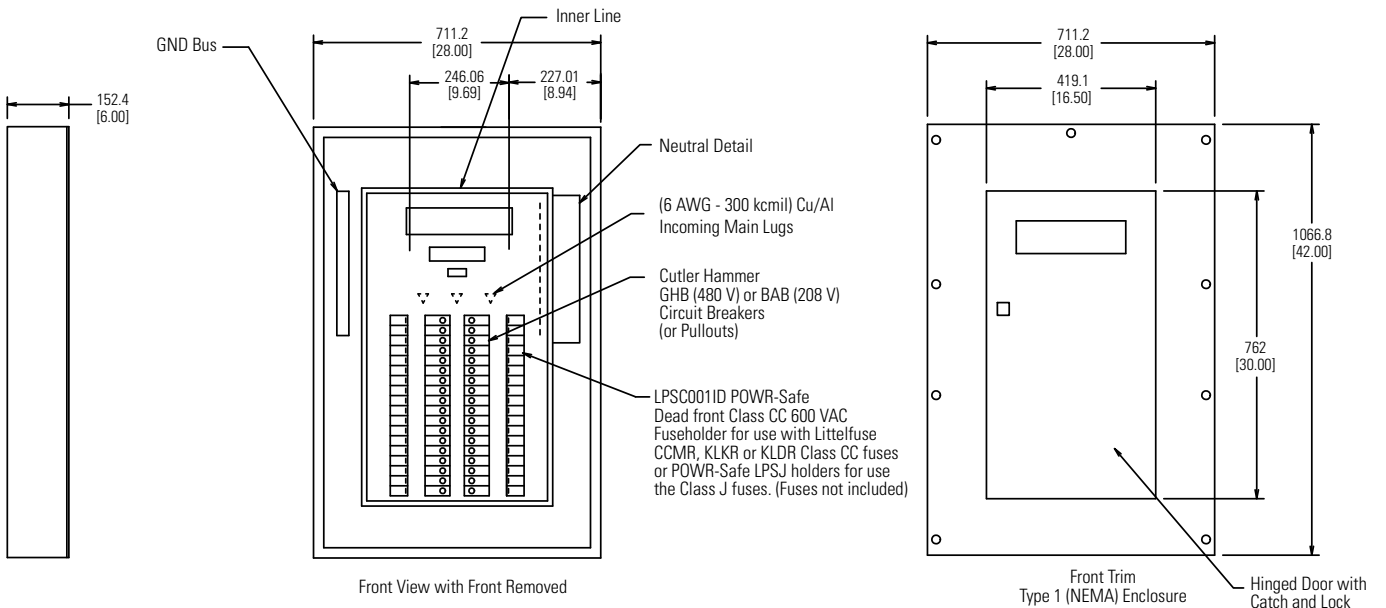 Inner Line
GND Bus
711.2
[28.00]
246.06
[9.69]
227.01
[8.94]
152.4
[6.00]
Neutral Detail
(6 AWG - 300 kcmil) Cu/Al
Incoming Main Lugs
Cutler Hammer
GHB (480 V) or BAB (208 V)
Circuit Breakers
(or Pullouts)
LPSC001ID POWR-Safe
Dead front Class CC 600 VAC
Fuseholder for use with Littelfuse
CCMR, KLKR or KLDR Class CC fuses
or POWR-Safe LPSJ holders for use
the Class J fuses. (Fuses not included)
Front View with Front Removed
711.2
[28.00]
419.1
[16.50]
1066.8
[42.00]
762
[30.00]
Front Trim
Type 1 (NEMA) Enclosure
Hinged Door with
Catch and Lock